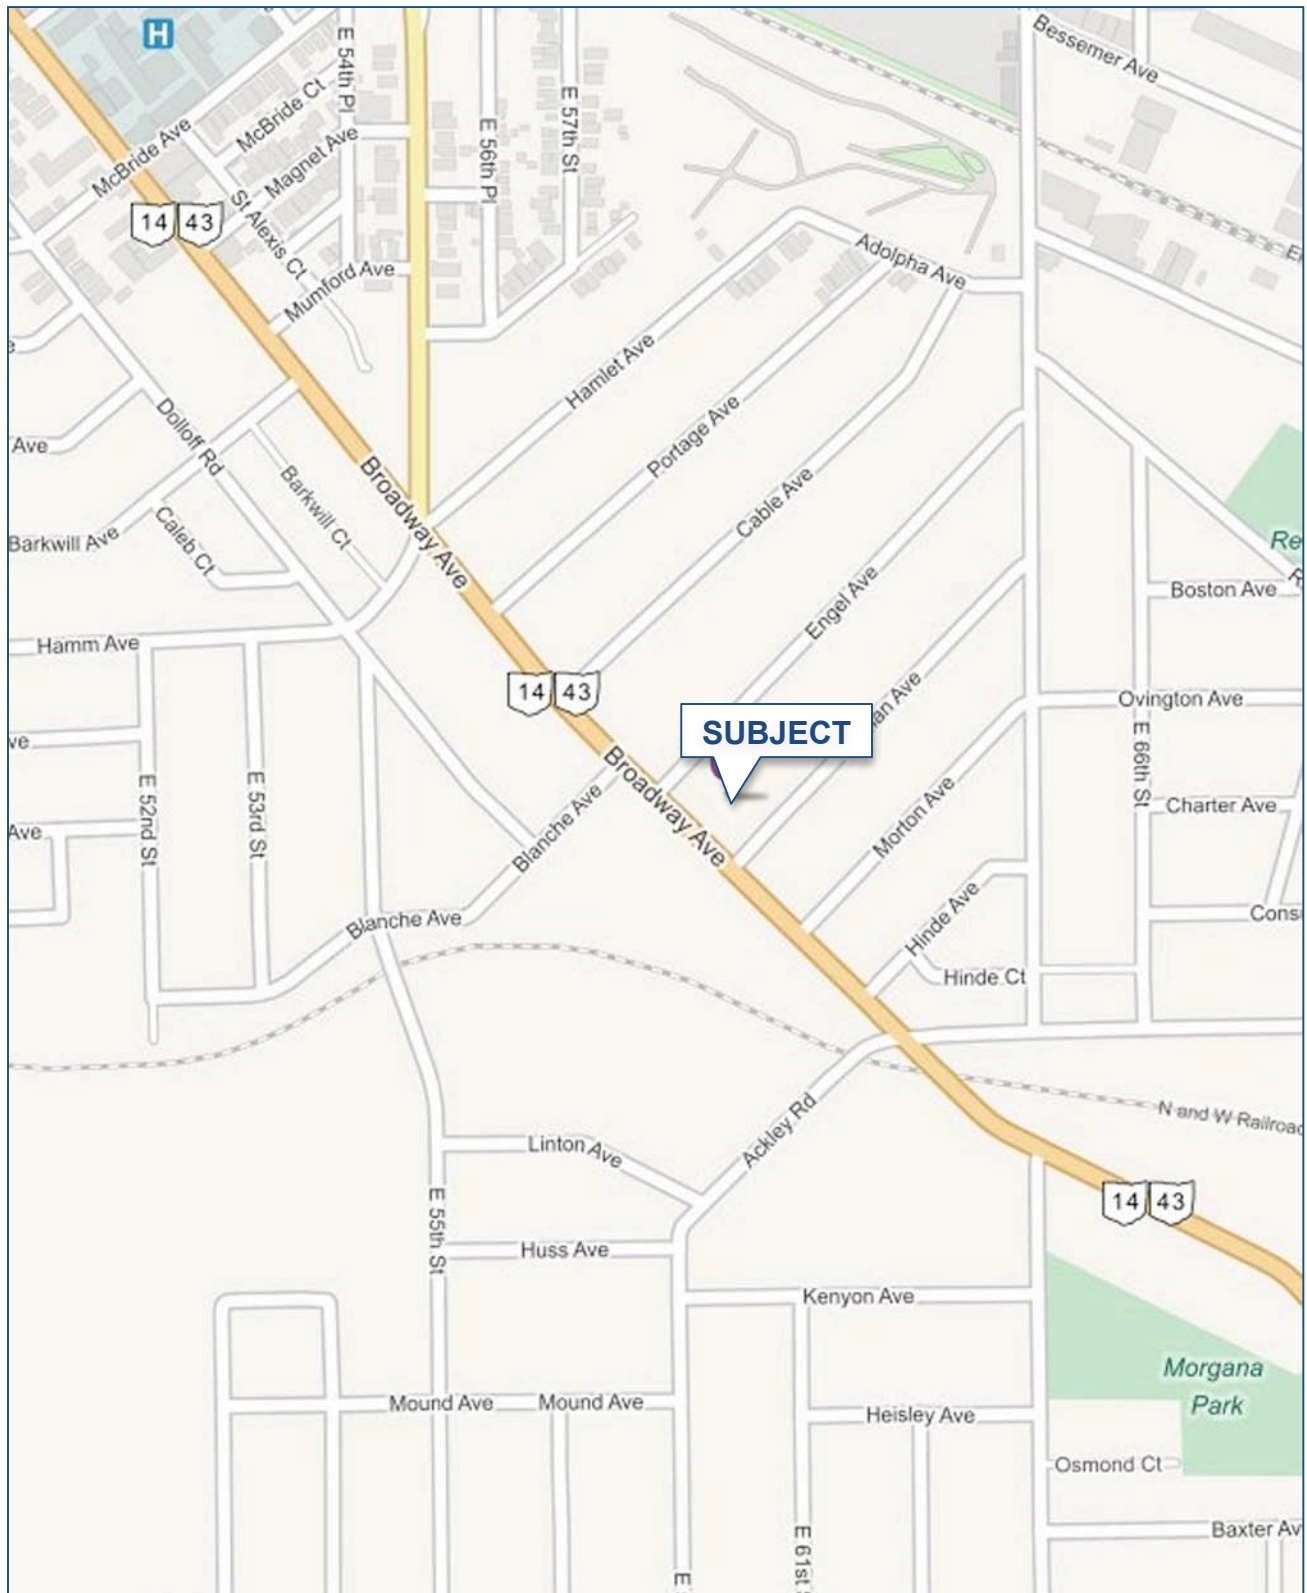 H
Bessemer Ave
E 54th Pl
McBride Ct
E 57th St
E 56th Pl
McBride Ave
Magnet Ave
14 43
St Alexis Ct
Adolpha Ave
Mumford Ave
Hamlet Ave
Dolloff Rd
Portage Ave
Ave
Broadway Ave
Barkwill Ct
Cable Ave
Caleb Ct
Barkwill Ave
Re
Boston Ave
Engel Ave
Hamm Ave
14 43
an Ave
Ovington Ave
SUBJECT
ve
E 66th St
E 52nd St
E 53rd St
Broadway Ave
Blanche Ave
Charter Ave
Ave
Morton Ave
Hinde Ave
Blanche Ave
Cons
Hinde Ct
Ackley Rd
N and W Railroad
Linton Ave
14 43
E 55th St
Huss Ave
Kenyon Ave
Morgana
Park
Mound Ave
Mound Ave
Heisley Ave
Osmond Ct
Baxter Av
E 61st
E